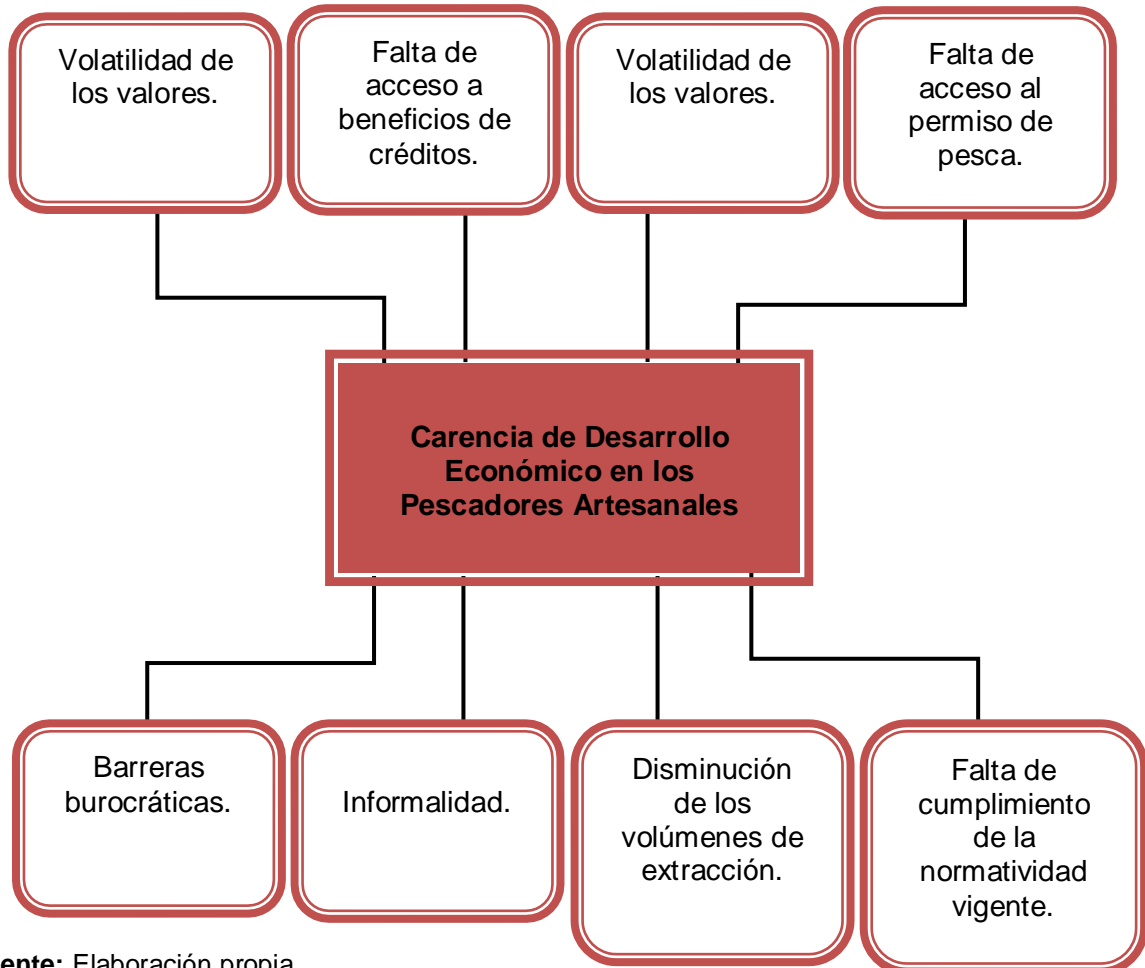 Volatilidad de
los valores.
Falta de
acceso a
beneficios de
créditos.
Volatilidad de
los valores.
Falta de
acceso al
permiso de
pesca.
Carencia de Desarrollo
Económico en los
Pescadores Artesanales
Barreras
burocráticas.
Informalidad.
Disminución
de los
volúmenes de
extracción.
Falta de
cumplimiento
de la
normatividad
vigente.
ente: Elaboración propia